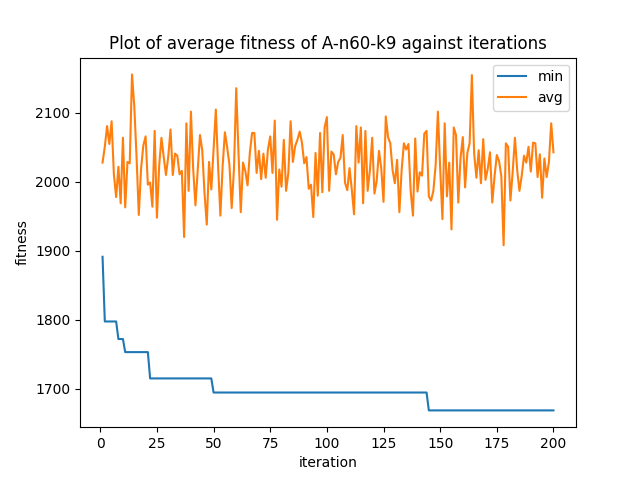 Plot of average fitness of A-n60-k9 against iterations
min
avg
2100
2000
1900
1800
1700
fitness
0 25 50 75 100 125 150 175 200
iteration